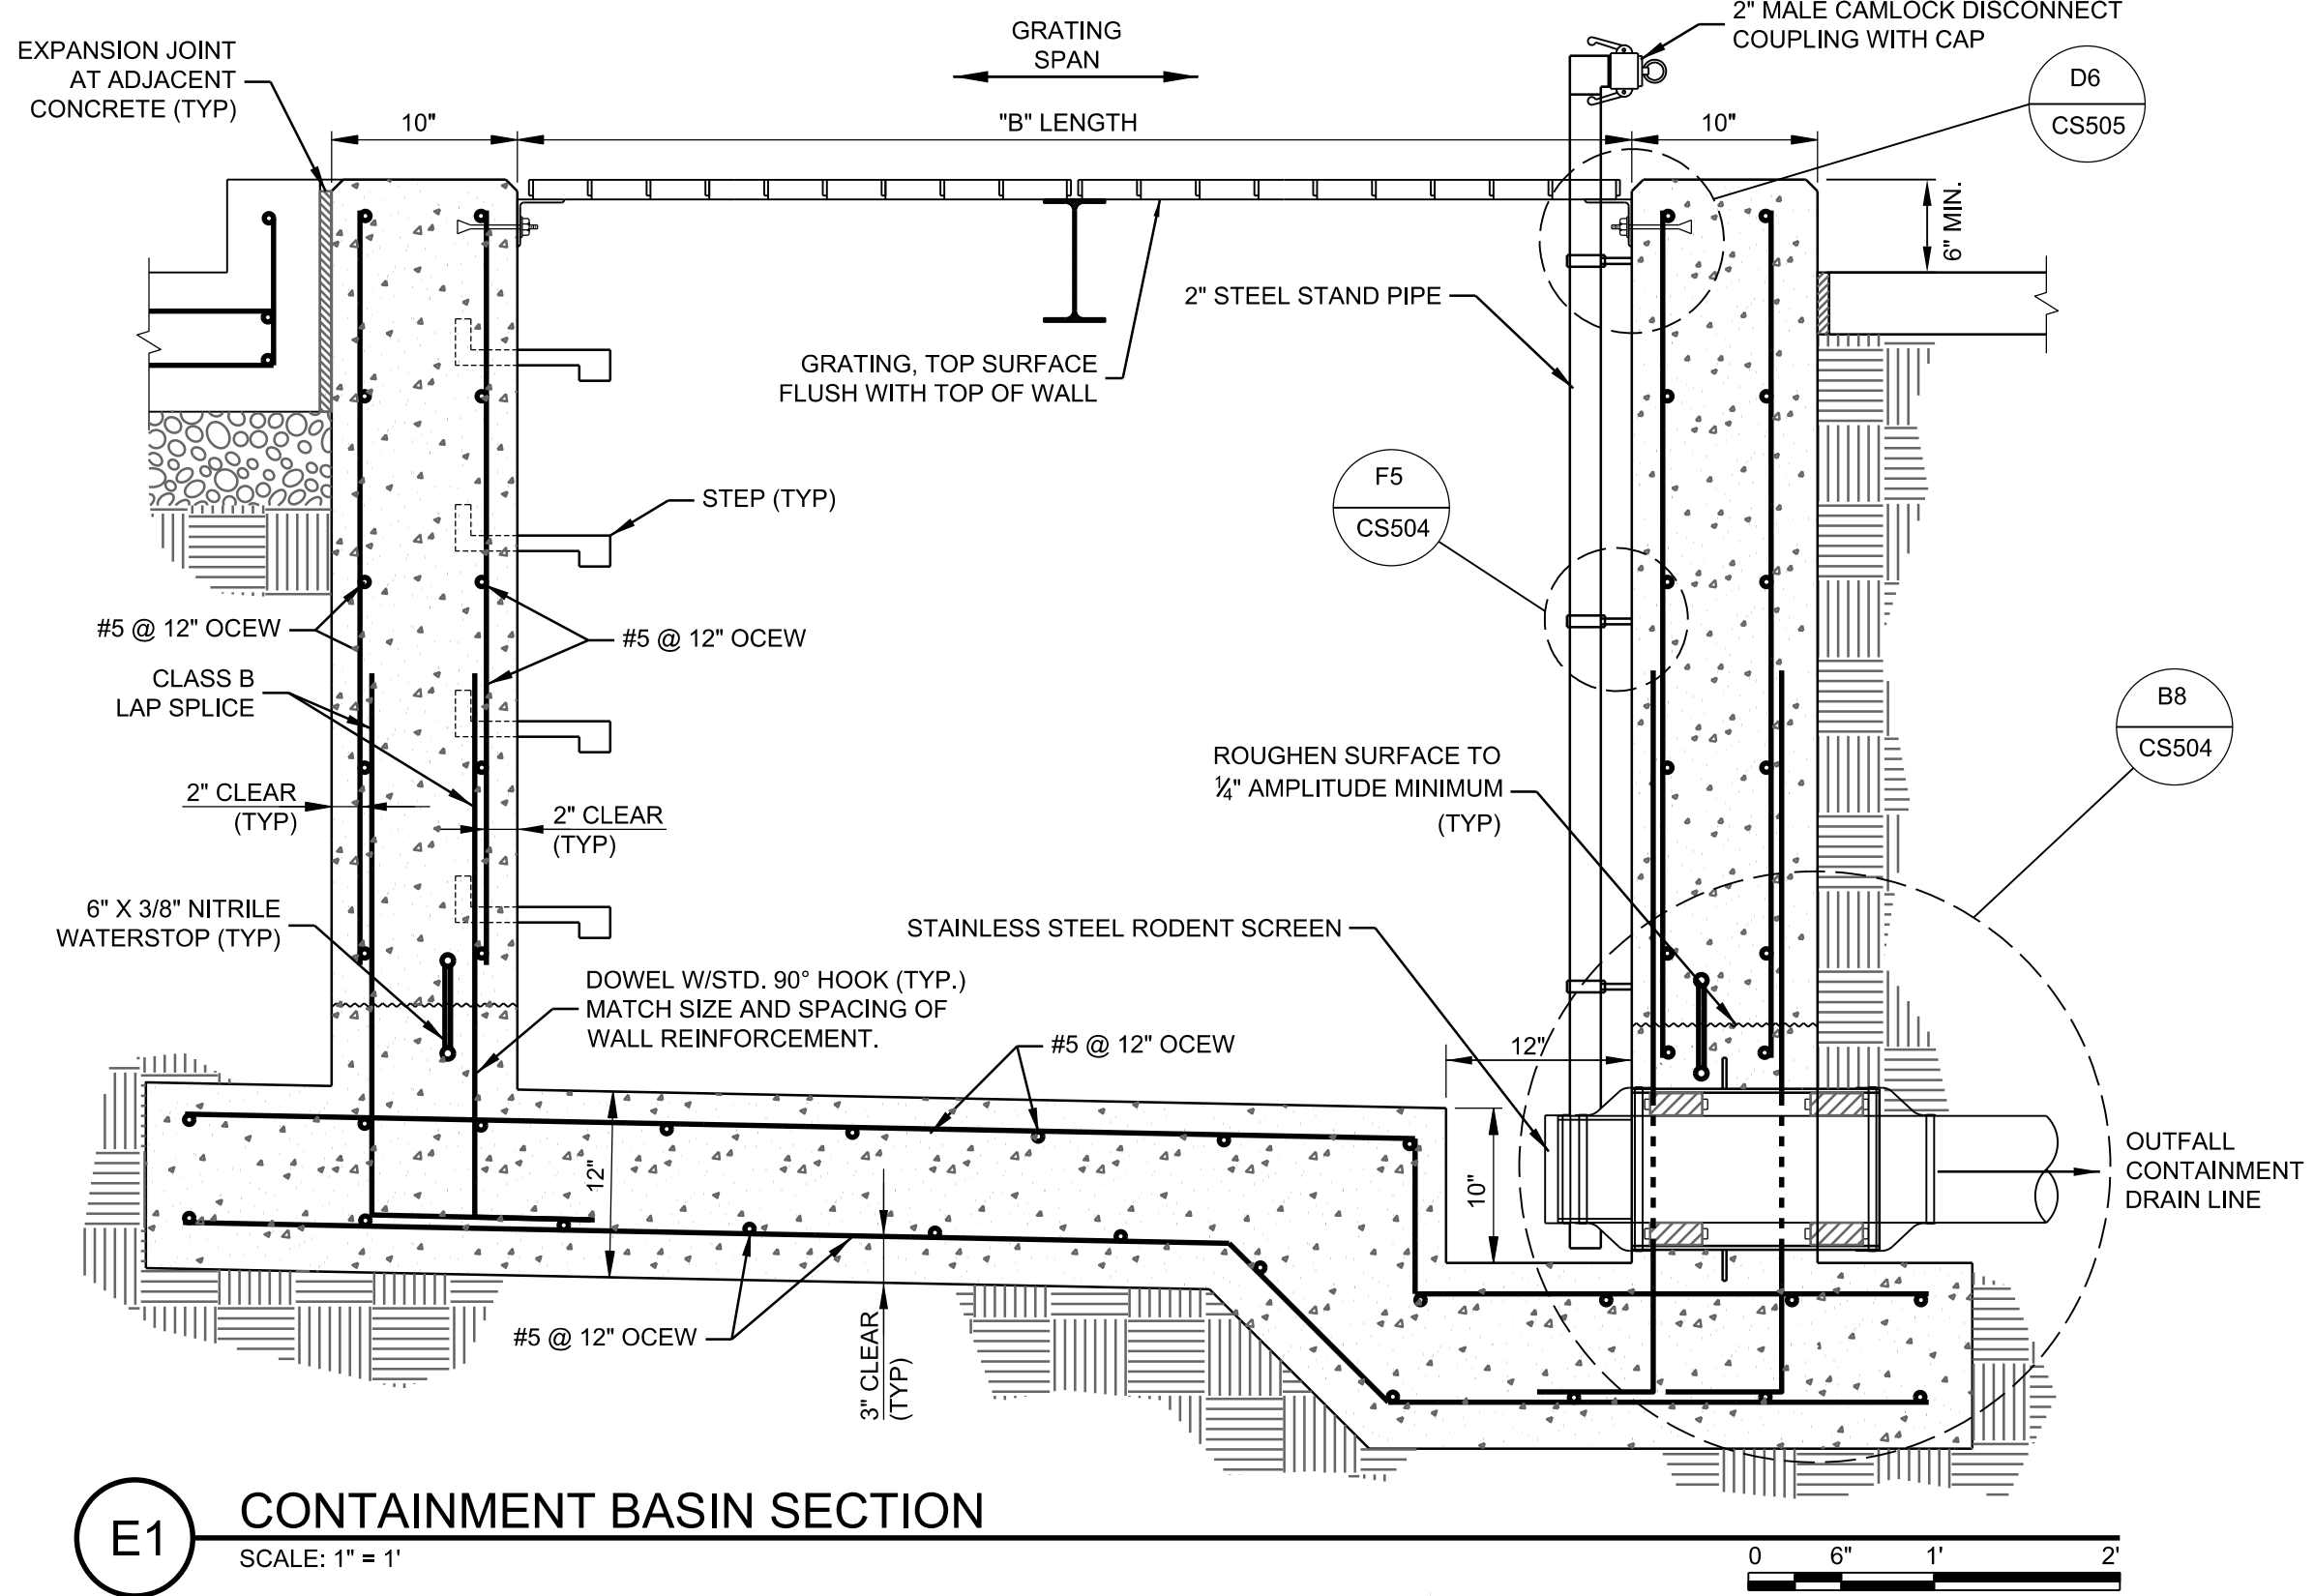 2" MALE CAMLOCK DISCONNECT
COUPLING WITH CAP
GRATING
SPAN
EXPANSION JOINT
AT ADJACENT
CONCRETE (TYP)
D6
CS505
10"
"B" LENGTH
10"
6" MIN.
2" STEEL STAND PIPE
GRATING, TOP SURFACE
FLUSH WITH TOP OF WALL
STEP (TYP)
F5
CS504
#5 @ 12" OCEW
#5 @ 12" OCEW
CLASS B
LAP SPLICE
B8
CS504
ROUGHEN SURFACE TO
¼" AMPLITUDE MINIMUM
(TYP)
2" CLEAR
(TYP)
2" CLEAR
(TYP)
6" X 3/8" NITRILE
WATERSTOP (TYP)
STAINLESS STEEL RODENT SCREEN
DOWEL W/STD. 90° HOOK (TYP.)
MATCH SIZE AND SPACING OF
WALL REINFORCEMENT.
#5 @ 12" OCEW
12"
12"
10"
OUTFALL
CONTAINMENT
DRAIN LINE
#5 @ 12" OCEW
3" CLEAR
(TYP)
E1
CONTAINMENT BASIN SECTION
SCALE: 1" = 1'
0 6" 1' 2'